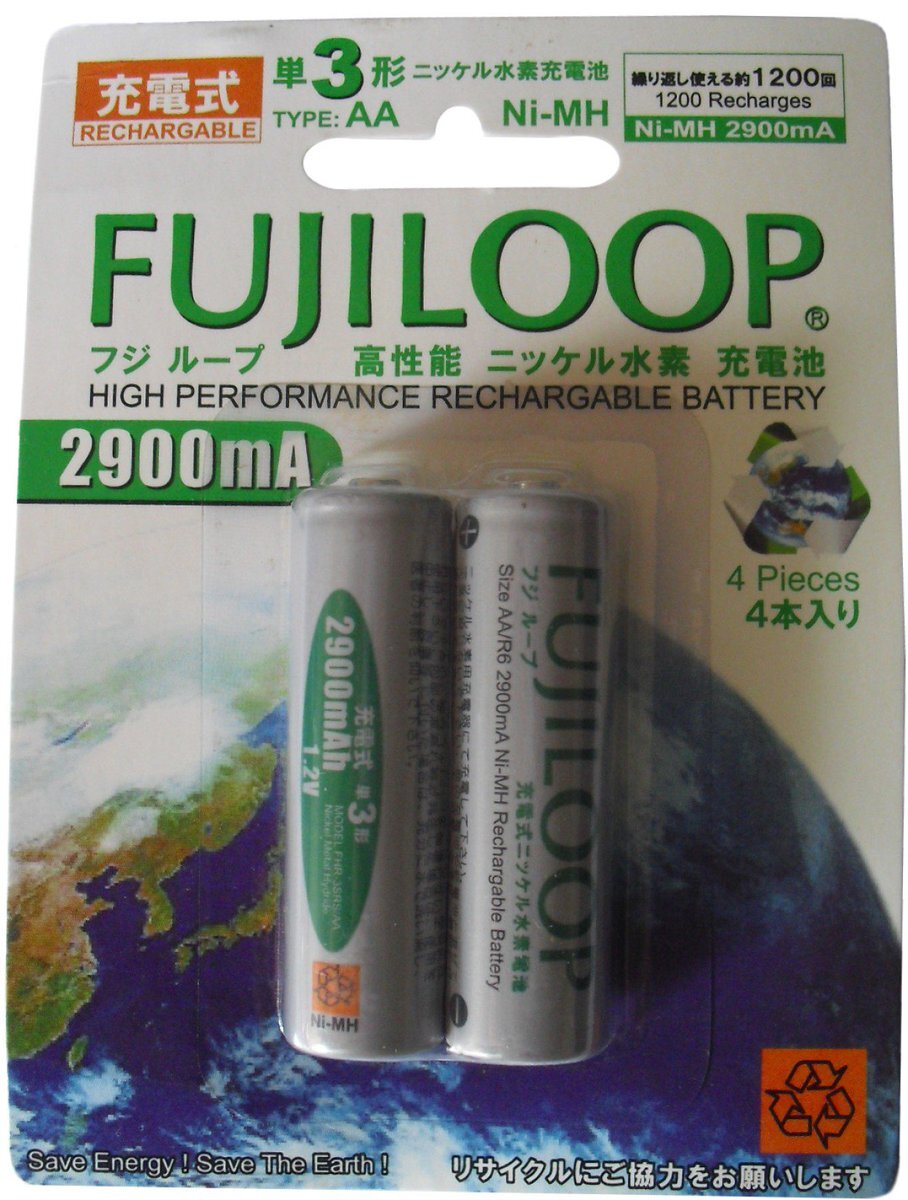 充電式
RECHARGABLE
単3形 ニッケル水素充電池
TYPE: AA Ni-MH
繰り返し使える約1200回
1200 Recharges
Ni-MH 2900mA
FUJILOOP®
フジ ループ 高性能 ニッケル水素 充電池
HIGH PERFORMANCE RECHARGABLE BATTERY
2900mA
4 Pieces
4本入り
充電式 単3形
2900mAh
1.2V
Nickel Metal Hydride
Ni-MH
FUJILOOP
フジ ループ 充電式ニッケル水素電池
Size AA/R6 2900mA Ni-MH Rechargable Battery
Save Energy ! Save The Earth !
リサイクルにご協力をお願いします